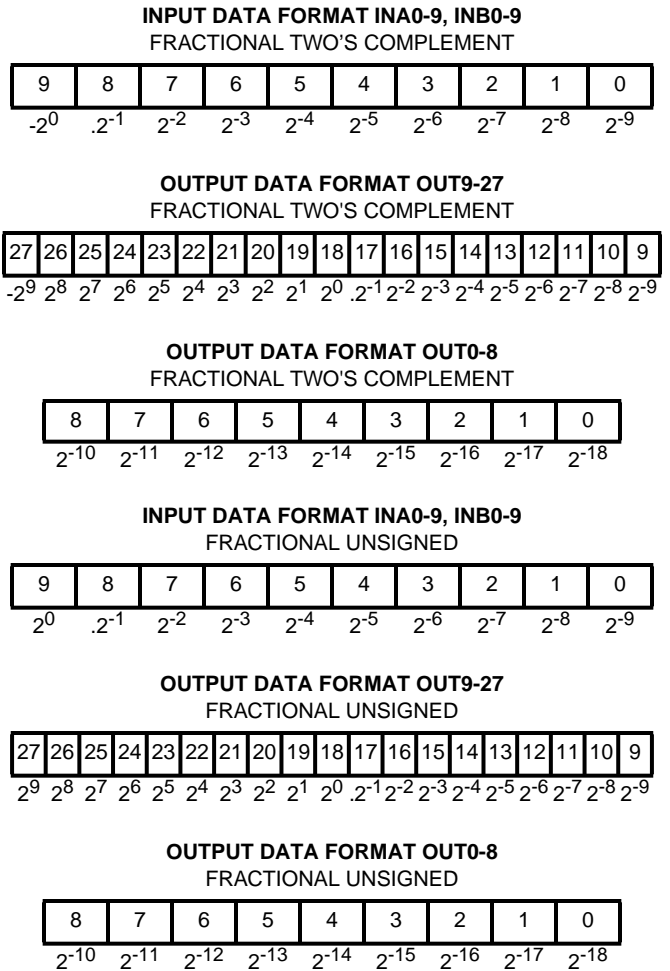 INPUT DATA FORMAT INA0-9, INB0-9
FRACTIONAL TWO'S COMPLEMENT
9 8 7 6 5 4 3 2 1 0
-2^0 .2^-1 2^-2 2^-3 2^-4 2^-5 2^-6 2^-7 2^-8 2^-9
OUTPUT DATA FORMAT OUT9-27
FRACTIONAL TWO'S COMPLEMENT
27 26 25 24 23 22 21 20 19 18 17 16 15 14 13 12 11 10 9
-2^9 2^8 2^7 2^6 2^5 2^4 2^3 2^2 2^1 2^0 .2^-1 2^-2 2^-3 2^-4 2^-5 2^-6 2^-7 2^-8 2^-9
OUTPUT DATA FORMAT OUT0-8
FRACTIONAL TWO'S COMPLEMENT
8 7 6 5 4 3 2 1 0
2^-10 2^-11 2^-12 2^-13 2^-14 2^-15 2^-16 2^-17 2^-18
INPUT DATA FORMAT INA0-9, INB0-9
FRACTIONAL UNSIGNED
9 8 7 6 5 4 3 2 1 0
2^0 .2^-1 2^-2 2^-3 2^-4 2^-5 2^-6 2^-7 2^-8 2^-9
OUTPUT DATA FORMAT OUT9-27
FRACTIONAL UNSIGNED
27 26 25 24 23 22 21 20 19 18 17 16 15 14 13 12 11 10 9
2^9 2^8 2^7 2^6 2^5 2^4 2^3 2^2 2^1 2^0 .2^-1 2^-2 2^-3 2^-4 2^-5 2^-6 2^-7 2^-8 2^-9
OUTPUT DATA FORMAT OUT0-8
FRACTIONAL UNSIGNED
8 7 6 5 4 3 2 1 0
2^-10 2^-11 2^-12 2^-13 2^-14 2^-15 2^-16 2^-17 2^-18